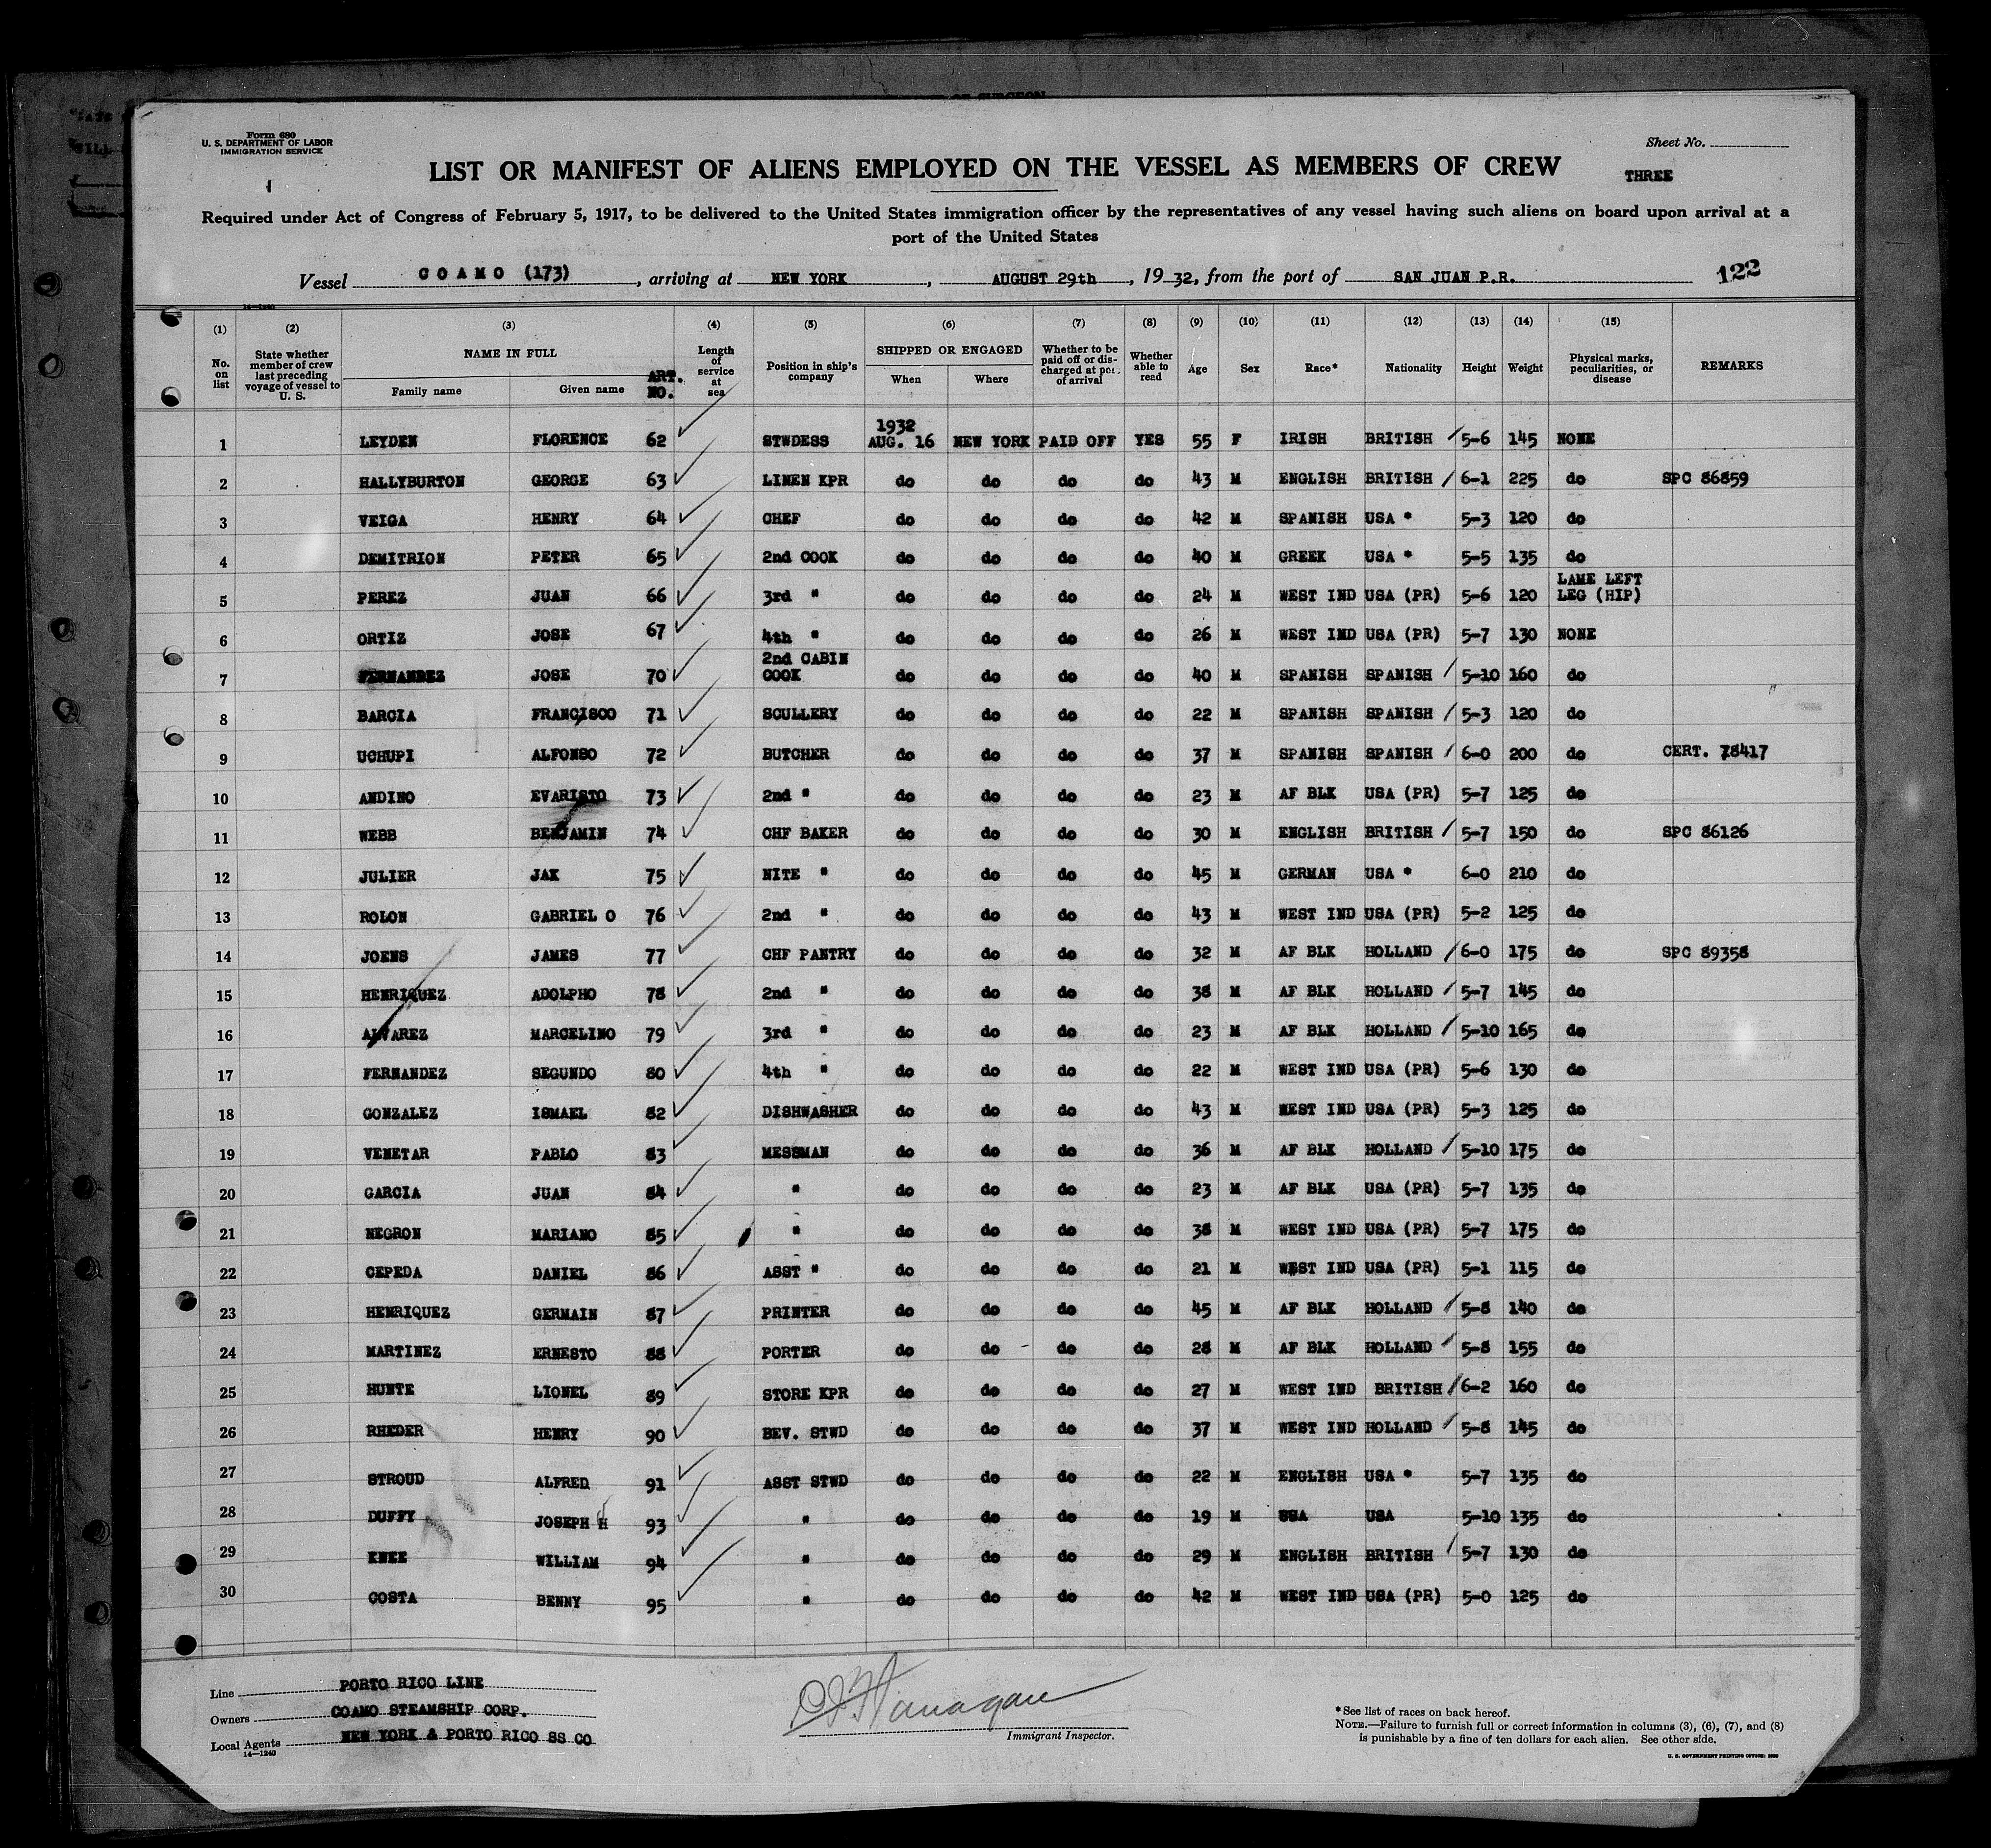 Form 680
U. S. DEPARTMENT OF LABOR
IMMIGRATION SERVICE
Sheet No.
THREE
LIST OR MANIFEST OF ALIENS EMPLOYED ON THE VESSEL AS MEMBERS OF CREW
Required under Act of Congress of February 5, 1917, to be delivered to the United States immigration officer by the representatives of any vessel having such aliens on board upon arrival at a
port of the United States
Vessel COAMO (173), arriving at NEW YORK, AUGUST 29th, 1932, from the port of SAN JUAN P.R. 122
(1) (2) (3) (4) (5) (6) (7) (8) (9) (10) (11) (12) (13) (14) (15)
No. on list State whether member of crew last preceding voyage of vessel to U. S. NAME IN FULL Family name Given name ART. NO. Length of service at sea Position in ship's company SHIPPED OR ENGAGED When Where Whether to be paid off or discharged at port of arrival Whether able to read Age Sex Race* Nationality Height Weight Physical marks, peculiarities, or disease REMARKS
1 LEYDEN FLORENCE 62 STWDESS 1932 AUG. 16 NEW YORK PAID OFF YES 55 F IRISH BRITISH 5-6 145 NONE
2 HALLYBURTON GEORGE 63 LINEN KPR do do do do 43 M ENGLISH BRITISH 6-1 225 do SPC 86859
3 VEIGA HENRY 64 CHEF do do do do 42 M SPANISH USA * 5-3 120 do
4 DEMITRION PETER 65 2nd COOK do do do do 40 M GREEK USA * 5-5 135 do
5 PEREZ JUAN 66 3rd " do do do do 24 M WEST IND USA (PR) 5-6 120 LAME LEFT LEG (HIP)
6 ORTIZ JOSE 67 4th " do do do do 26 M WEST IND USA (PR) 5-7 130 NONE
7 FERNANDEZ JOSE 70 2nd CABIN COOK do do do do 40 M SPANISH SPANISH 5-10 160 do
8 BARCIA FRANCISCO 71 SCULLERY do do do do 22 M SPANISH SPANISH 5-3 120 do
9 UCHUPI ALFONSO 72 BUTCHER do do do do 37 M SPANISH SPANISH 6-0 200 do CERT. 78417
10 ANDINO EVARISTO 73 2nd " do do do do 23 M AF BLK USA (PR) 5-7 125 do
11 WEBB BENJAMIN 74 CHF BAKER do do do do 30 M ENGLISH BRITISH 5-7 150 do SPC 86126
12 JULIER JAK 75 NITE " do do do do 45 M GERMAN USA * 6-0 210 do
13 ROLON GABRIEL O 76 2nd " do do do do 43 M WEST IND USA (PR) 5-2 125 do
14 JOENS JAMES 77 CHF PANTRY do do do do 32 M AF BLK HOLLAND 6-0 175 do SPC 89358
15 HENRIQUEZ ADOLPHO 78 2nd " do do do do 38 M AF BLK HOLLAND 5-7 145 do
16 ALVAREZ MARCELINO 79 3rd " do do do do 23 M AF BLK HOLLAND 5-10 165 do
17 FERNANDEZ SEGUNDO 80 4th " do do do do 22 M WEST IND USA (PR) 5-6 130 do
18 GONZALEZ ISMAEL 82 DISHWASHER do do do do 43 M WEST IND USA (PR) 5-3 125 do
19 VENETAR PABLO 83 MESSMAN do do do do 36 M AF BLK HOLLAND 5-10 175 do
20 GARCIA JUAN 84 " do do do do 23 M AF BLK USA (PR) 5-7 135 do
21 NEGRON MARIANO 85 " do do do do 38 M WEST IND USA (PR) 5-7 175 do
22 CEPEDA DANIEL 86 ASST " do do do do 21 M WEST IND USA (PR) 5-1 115 do
23 HENRIQUEZ GERMAIN 87 PRINTER do do do do 45 M AF BLK HOLLAND 5-8 140 do
24 MARTINEZ ERNESTO 88 PORTER do do do do 28 M AF BLK HOLLAND 5-8 155 do
25 HUNTE LIONEL 89 STORE KPR do do do do 27 M WEST IND BRITISH 6-2 160 do
26 RHEDER HENRY 90 BEV. STWD do do do do 37 M WEST IND HOLLAND 5-8 145 do
27 STROUD ALFRED 91 ASST STWD do do do do 22 M ENGLISH USA * 5-7 135 do
28 DUFFY JOSEPH H 93 " do do do do 19 M USA USA 5-10 135 do
29 KNEE WILLIAM 94 " do do do do 29 M ENGLISH BRITISH 5-7 130 do
30 COSTA BENNY 95 " do do do do 42 M WEST IND USA (PR) 5-0 125 do
Line PORTO RICO LINE
Owners COAMO STEAMSHIP CORP.
Local Agents NEW YORK & PORTO RICO SS CO
14—1240
Immigrant Inspector.
*See list of races on back hereof.
NOTE.—Failure to furnish full or correct information in columns (3), (6), (7), and (8)
is punishable by a fine of ten dollars for each alien. See other side.
U. S. GOVERNMENT PRINTING OFFICE: